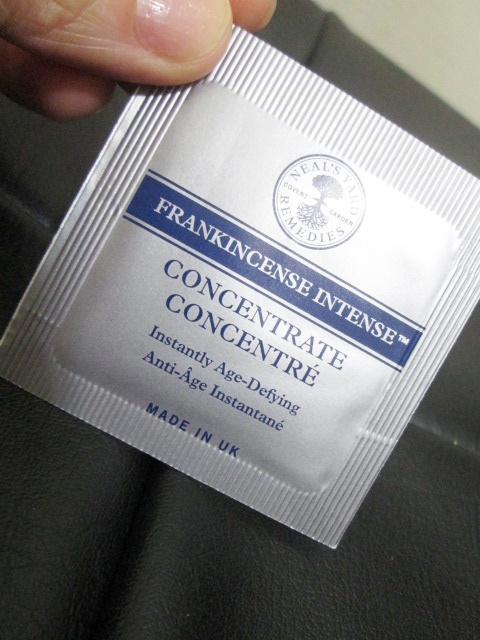 NEAL'S YARD
COVENT GARDEN
REMEDIES
FRANKINCENSE INTENSE™
CONCENTRATE
CONCENTRÉ
Instantly Age-Defying
Anti-Âge Instantané
MADE IN UK